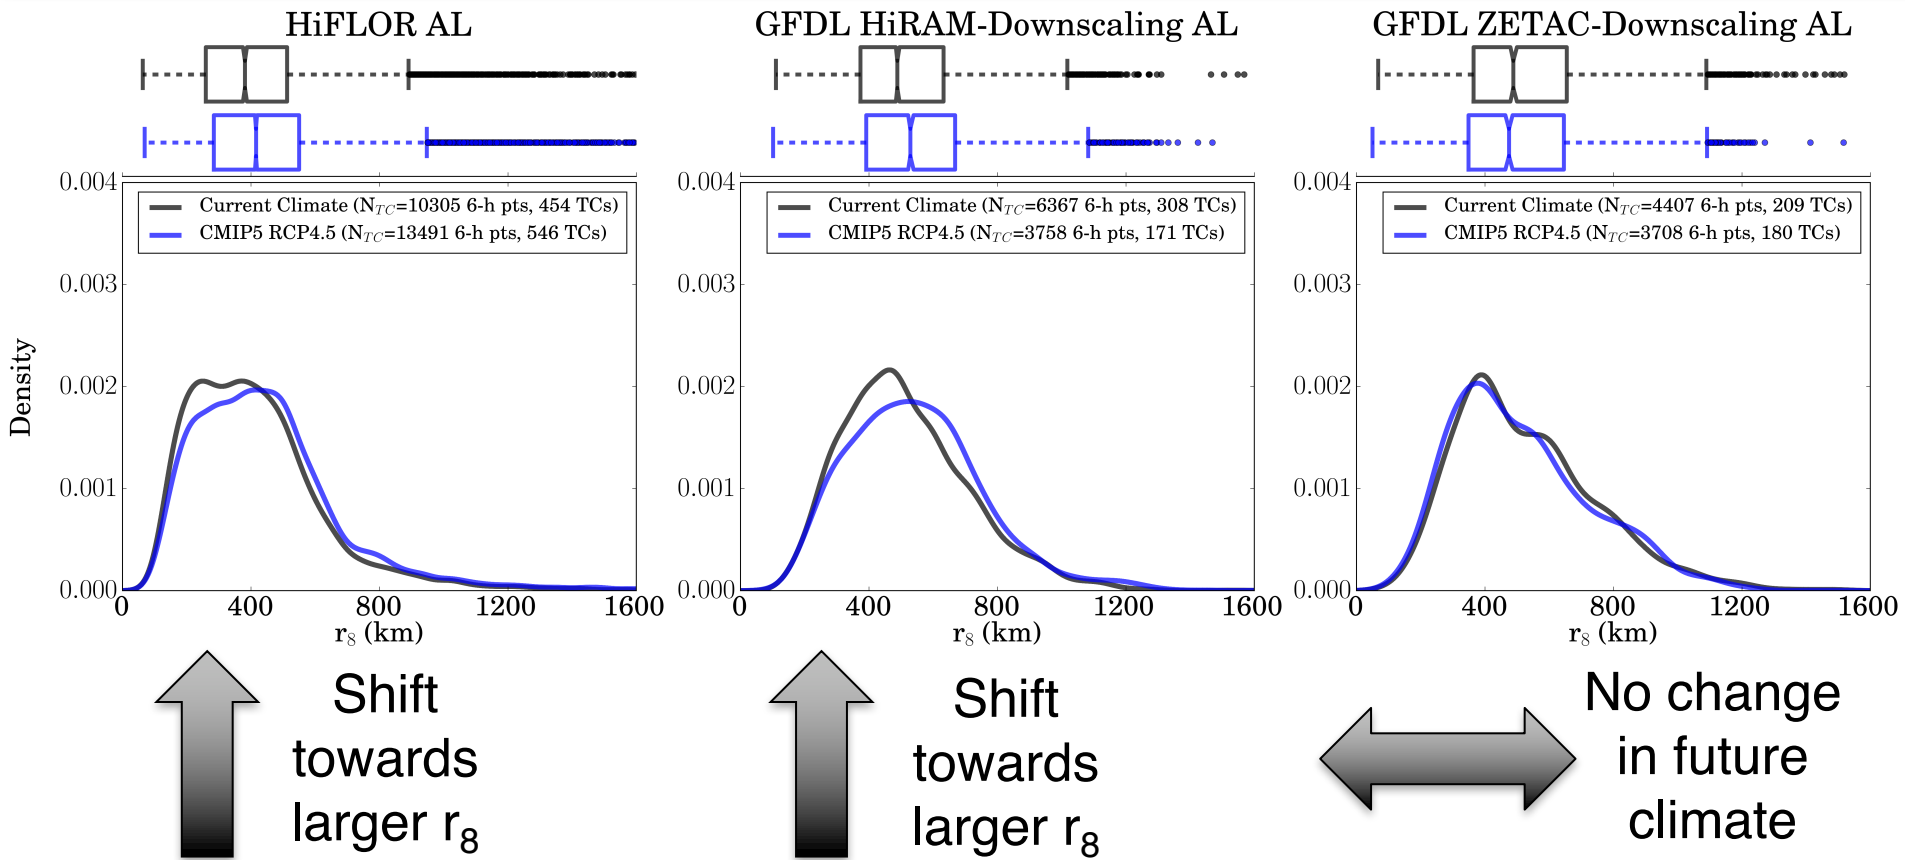 HiFLOR AL
GFDL HiRAM-Downscaling AL
GFDL ZETAC-Downscaling AL
0.004
0.003
0.002
0.001
0.000
Density
Current Climate (N_TC=10305 6-h pts, 454 TCs)
CMIP5 RCP4.5 (N_TC=13491 6-h pts, 546 TCs)
0 400 800 1200 1600
r₈ (km)
0.004
0.003
0.002
0.001
0.000
Current Climate (N_TC=6367 6-h pts, 308 TCs)
CMIP5 RCP4.5 (N_TC=3758 6-h pts, 171 TCs)
0 400 800 1200 1600
r₈ (km)
0.004
0.003
0.002
0.001
0.000
Current Climate (N_TC=4407 6-h pts, 209 TCs)
CMIP5 RCP4.5 (N_TC=3708 6-h pts, 180 TCs)
0 400 800 1200 1600
r₈ (km)
Shift
towards
larger r₈
Shift
towards
larger r₈
No change
in future
climate